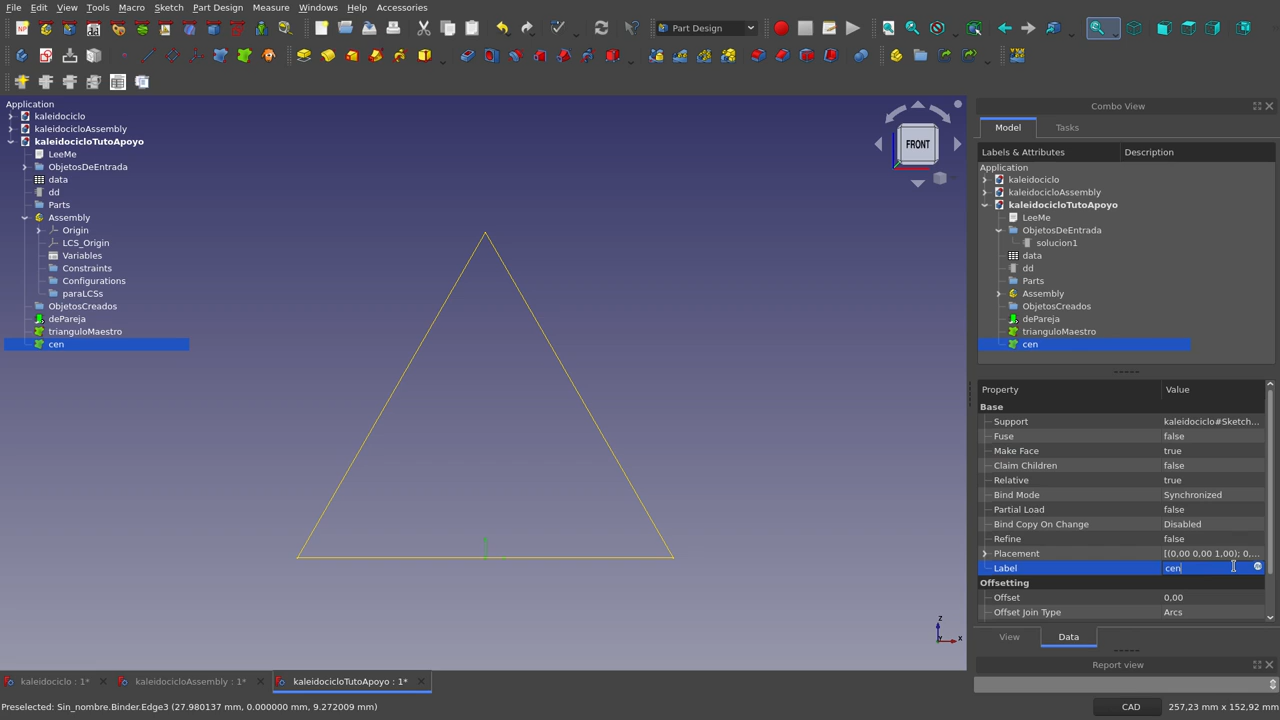 File Edit View Tools Macro Sketch Part Design Measure Windows Help Accessories
Part Design
Application
kaleidociclo
kaleidocicloAssembly
kaleidocicloTutoApoyo
LeeMe
ObjetosDeEntrada
data
dd
Parts
Assembly
Origin
LCS_Origin
Variables
Constraints
Configurations
paraLCSs
ObjetosCreados
dePareja
trianguloMaestro
cen
FRONT
Z
X
Combo View
Model Tasks
Labels & Attributes Description
Application
kaleidociclo
kaleidocicloAssembly
kaleidocicloTutoApoyo
LeeMe
ObjetosDeEntrada
solucion1
data
dd
Parts
Assembly
ObjetosCreados
dePareja
trianguloMaestro
cen
Property Value
Base
Support kaleidociclo#Sketch...
Fuse false
Make Face true
Claim Children false
Relative true
Bind Mode Synchronized
Partial Load false
Bind Copy On Change Disabled
Refine false
Placement [(0,00 0,00 1,00); 0,...
Label cen
Offsetting
Offset 0,00
Offset Join Type Arcs
View Data
Report view
kaleidociclo : 1* kaleidocicloAssembly : 1* kaleidocicloTutoApoyo : 1*
Preselected: Sin_nombre.Binder.Edge3 (27.980137 mm, 0.000000 mm, 9.272009 mm) CAD 257,23 mm x 152,92 mm